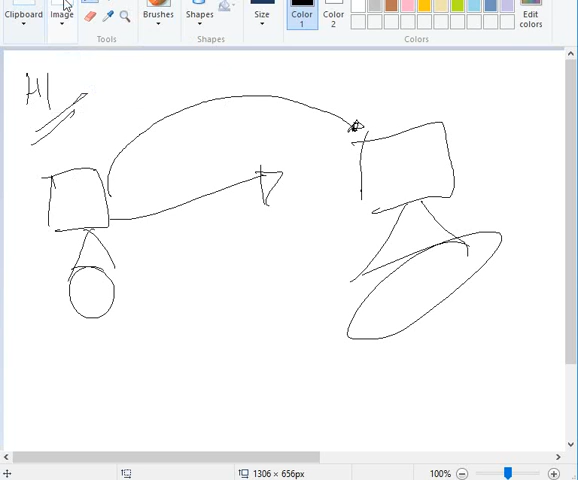 Clipboard
Image
Brushes
Shapes
Size
Color
1
Color
2
Edit
colors
Tools
Shapes
Colors
HI
1306 × 656px
100%